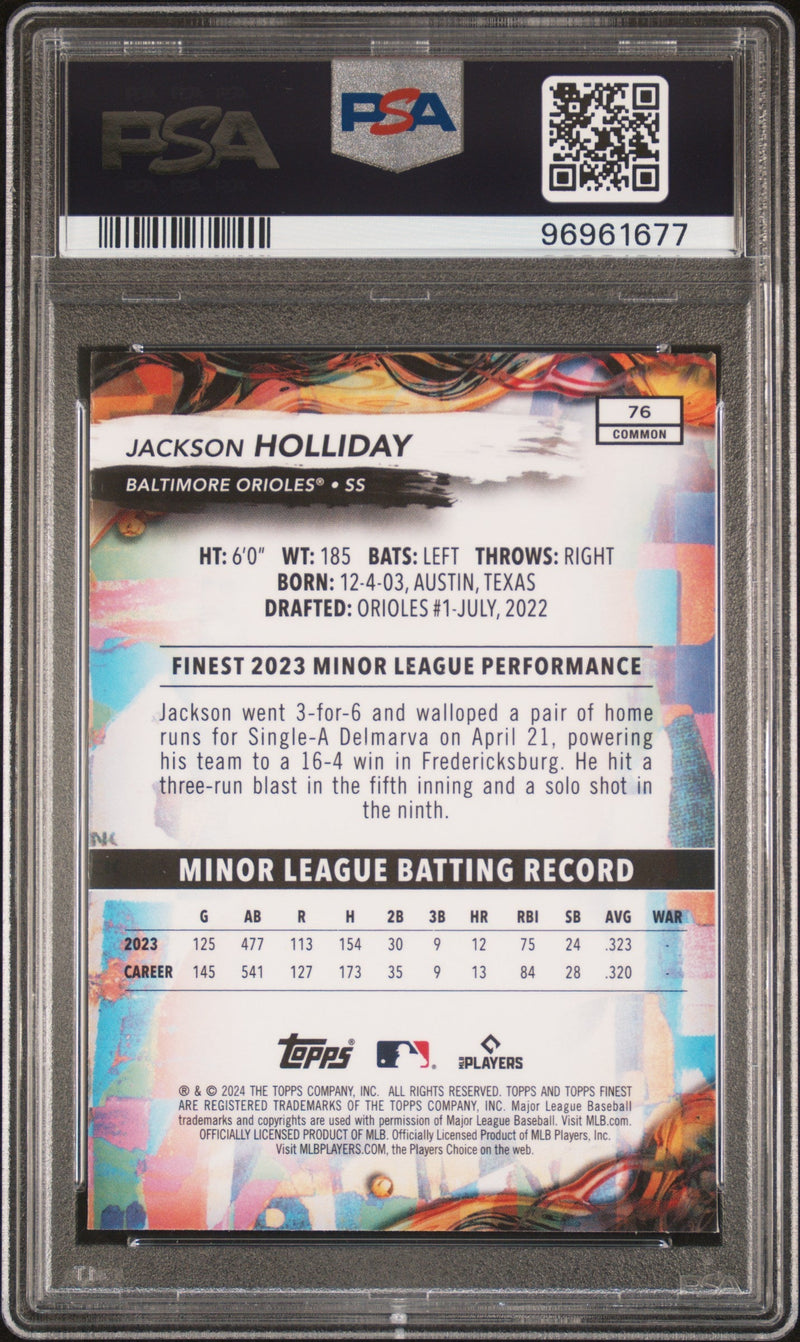 PSA
PSA
96961677
76
COMMON
JACKSON HOLLIDAY
BALTIMORE ORIOLES® • SS
HT: 6'0" WT: 185 BATS: LEFT THROWS: RIGHT
BORN: 12-4-03, AUSTIN, TEXAS
DRAFTED: ORIOLES #1-JULY, 2022
FINEST 2023 MINOR LEAGUE PERFORMANCE
Jackson went 3-for-6 and walloped a pair of home
runs for Single-A Delmarva on April 21, powering
his team to a 16-4 win in Fredericksburg. He hit a
three-run blast in the fifth inning and a solo shot in
the ninth.
MINOR LEAGUE BATTING RECORD
G AB R H 2B 3B HR RBI SB AVG WAR
2023 125 477 113 154 30 9 12 75 24 .323 -
CAREER 145 541 127 173 35 9 13 84 28 .320 -
Topps® ® MLB PLAYERS
® & © 2024 THE TOPPS COMPANY, INC. ALL RIGHTS RESERVED. TOPPS AND TOPPS FINEST
ARE REGISTERED TRADEMARKS OF THE TOPPS COMPANY, INC. Major League Baseball
trademarks and copyrights are used with permission of Major League Baseball. Visit MLB.com.
OFFICIALLY LICENSED PRODUCT OF MLB. Officially Licensed Product of MLB Players, Inc.
Visit MLBPLAYERS.COM, the Players Choice on the web.
PSA